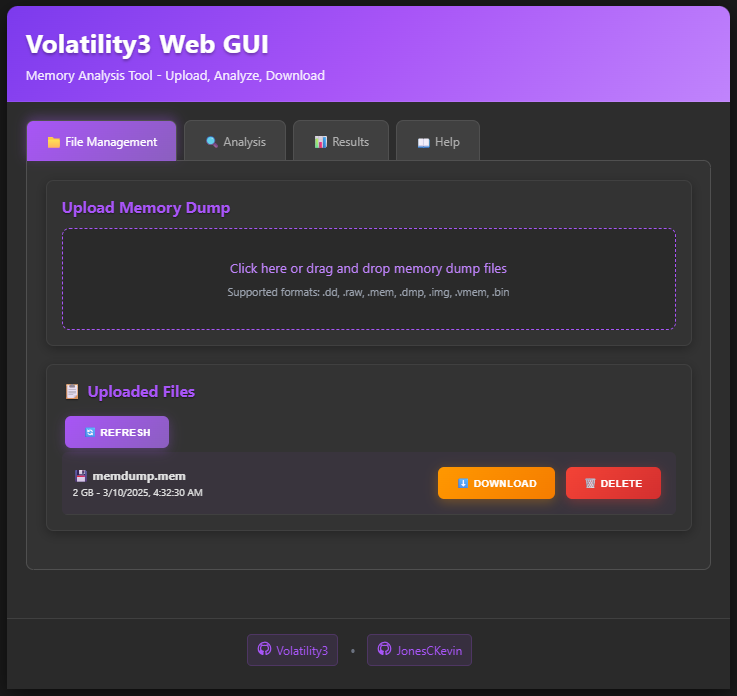 Volatility3 Web GUI
Memory Analysis Tool - Upload, Analyze, Download
File Management
Analysis
Results
Help
Upload Memory Dump
Click here or drag and drop memory dump files
Supported formats: .dd, .raw, .mem, .dmp, .img, .vmem, .bin
Uploaded Files
REFRESH
memdump.mem
2 GB - 3/10/2025, 4:32:30 AM
DOWNLOAD
DELETE
Volatility3 • JonesCKevin